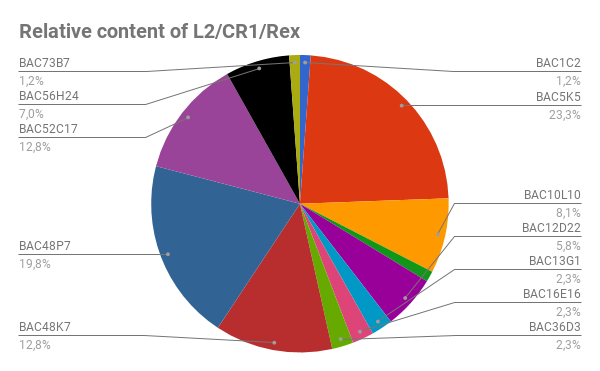 Relative content of L2/CR1/Rex
BAC73B7
1,2%
BAC56H24
7,0%
BAC52C17
12,8%
BAC48P7
19,8%
BAC48K7
12,8%
BAC1C2
1,2%
BAC5K5
23,3%
BAC10L10
8,1%
BAC12D22
5,8%
BAC13G1
2,3%
BAC16E16
2,3%
BAC36D3
2,3%